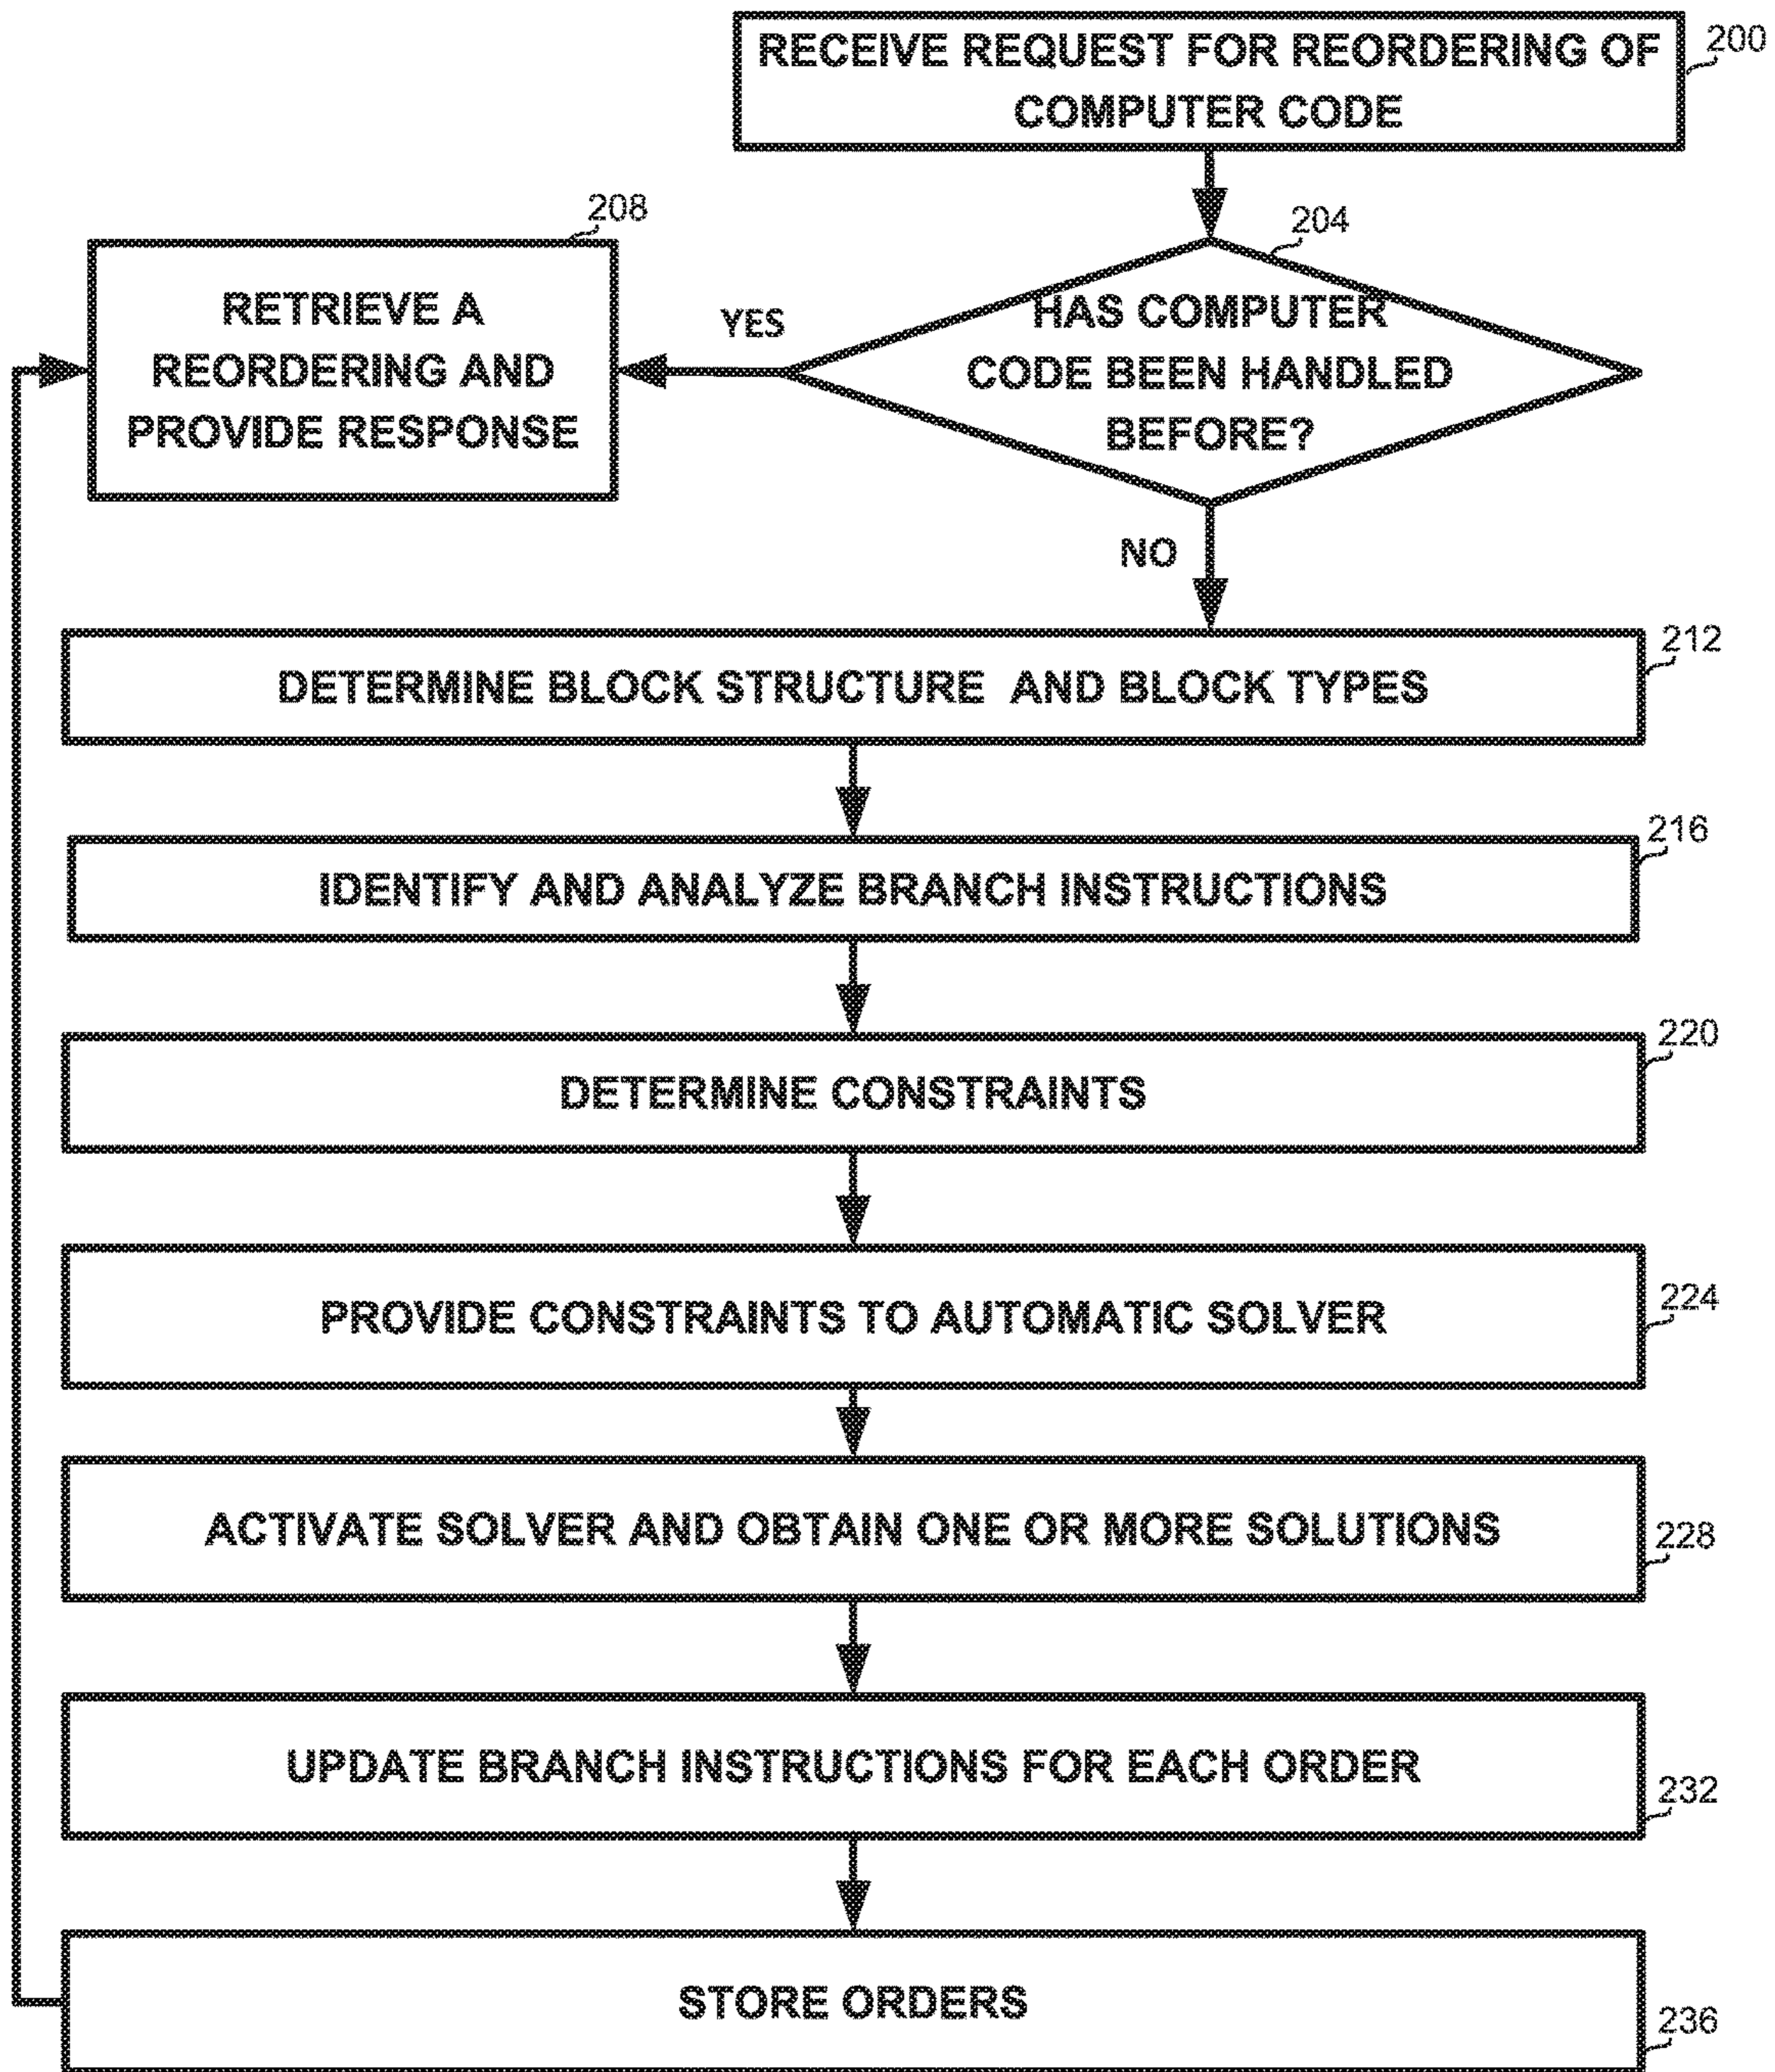 RECEIVE REQUEST FOR REORDERING OF
COMPUTER CODE
200
208
204
RETRIEVE A
REORDERING AND
PROVIDE RESPONSE
YES
HAS COMPUTER
CODE BEEN HANDLED
BEFORE?
NO
212
DETERMINE BLOCK STRUCTURE AND BLOCK TYPES
216
IDENTIFY AND ANALYZE BRANCH INSTRUCTIONS
220
DETERMINE CONSTRAINTS
224
PROVIDE CONSTRAINTS TO AUTOMATIC SOLVER
ACTIVATE SOLVER AND OBTAIN ONE OR MORE SOLUTIONS
228
UPDATE BRANCH INSTRUCTIONS FOR EACH ORDER
232
STORE ORDERS
236